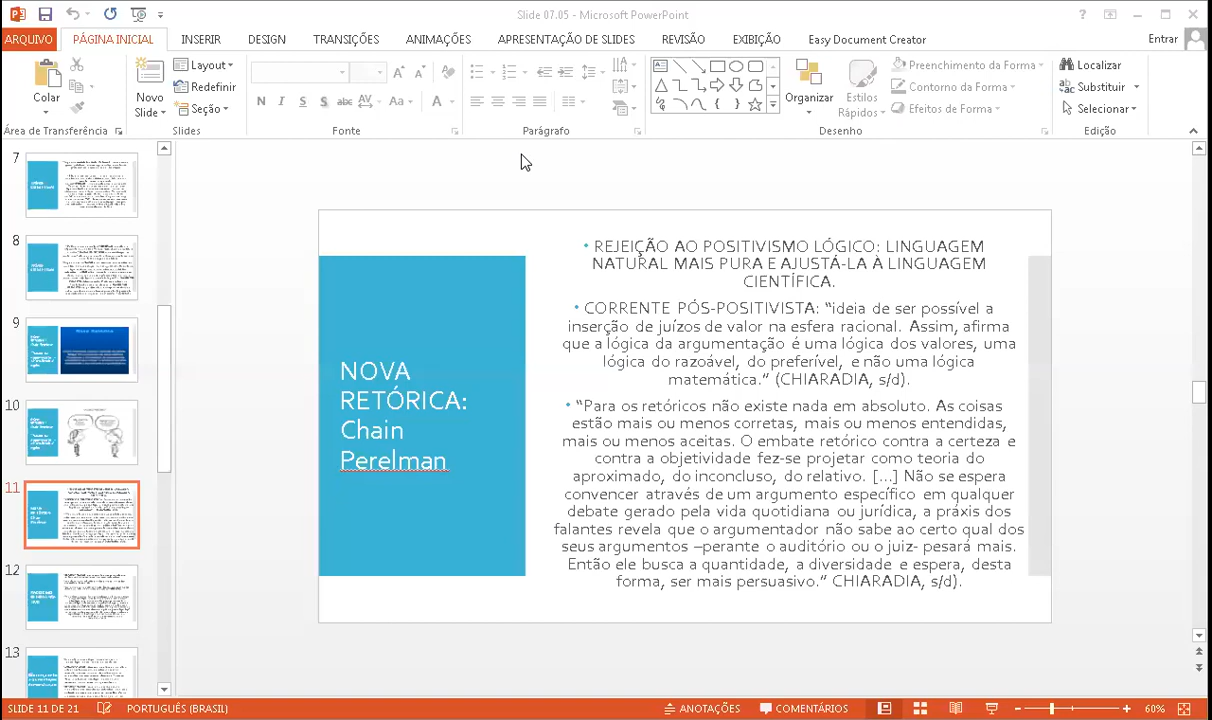 Slide 07.05 - Microsoft PowerPoint
?
ARQUIVO
PÁGINA INICIAL
INSERIR
DESIGN
TRANSIÇÕES
ANIMAÇÕES
APRESENTAÇÃO DE SLIDES
REVISÃO
EXIBIÇÃO
Easy Document Creator
Entrar
Colar
Novo Slide
Layout
Redefinir
Seção
N I S S abc AV Aa A
Organizar
Estilos Rápidos
Preenchimento da Forma
Contorno da Forma
Efeitos de Forma
Localizar
Substituir
Selecionar
Área de Transferência
Slides
Fonte
Parágrafo
Desenho
Edição
7
8
9
10
11
12
13
NOVA
RETÓRICA:
Chain
Perelman
• REJEIÇÃO AO POSITIVISMO LÓGICO: LINGUAGEM
NATURAL MAIS PURA E AJUSTÁ-LA À LINGUAGEM
CIENTÍFICA.
• CORRENTE PÓS-POSITIVISTA: “ideia de ser possível a
inserção de juízos de valor na esfera racional. Assim, afirma
que a lógica da argumentação é uma lógica dos valores, uma
lógica do razoável, do preferível, e não uma lógica
matemática.” (CHIARADIA, s/d).
• “Para os retóricos não existe nada em absoluto. As coisas
estão mais ou menos corretas, mais ou menos entendidas,
mais ou menos aceitas. O embate retórico contra a certeza e
contra a objetividade fez-se projetar como teoria do
aproximado, do inconcluso, do relativo. [...] Não se espera
convencer através de um argumento específico em qualquer
debate gerado pela vida quotidiana ou jurídica, a práxis dos
falantes revela que o argumentador não sabe ao certo qual dos
seus argumentos –perante o auditório ou o juiz- pesará mais.
Então ele busca a quantidade, a diversidade e espera, desta
forma, ser mais persuasivo.” CHIARADIA, s/d).
SLIDE 11 DE 21
PORTUGUÊS (BRASIL)
ANOTAÇÕES
COMENTÁRIOS
60%